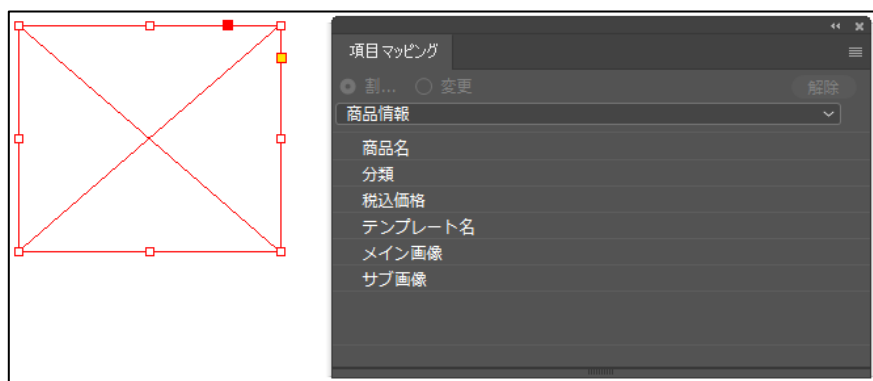 項目マッピング
割... 変更 解除
商品情報
商品名
分類
税込価格
テンプレート名
メイン画像
サブ画像